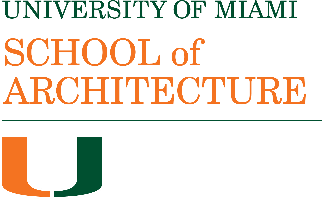 UNIVERSITY OF MIAMI
SCHOOL of
ARCHITECTURE
U